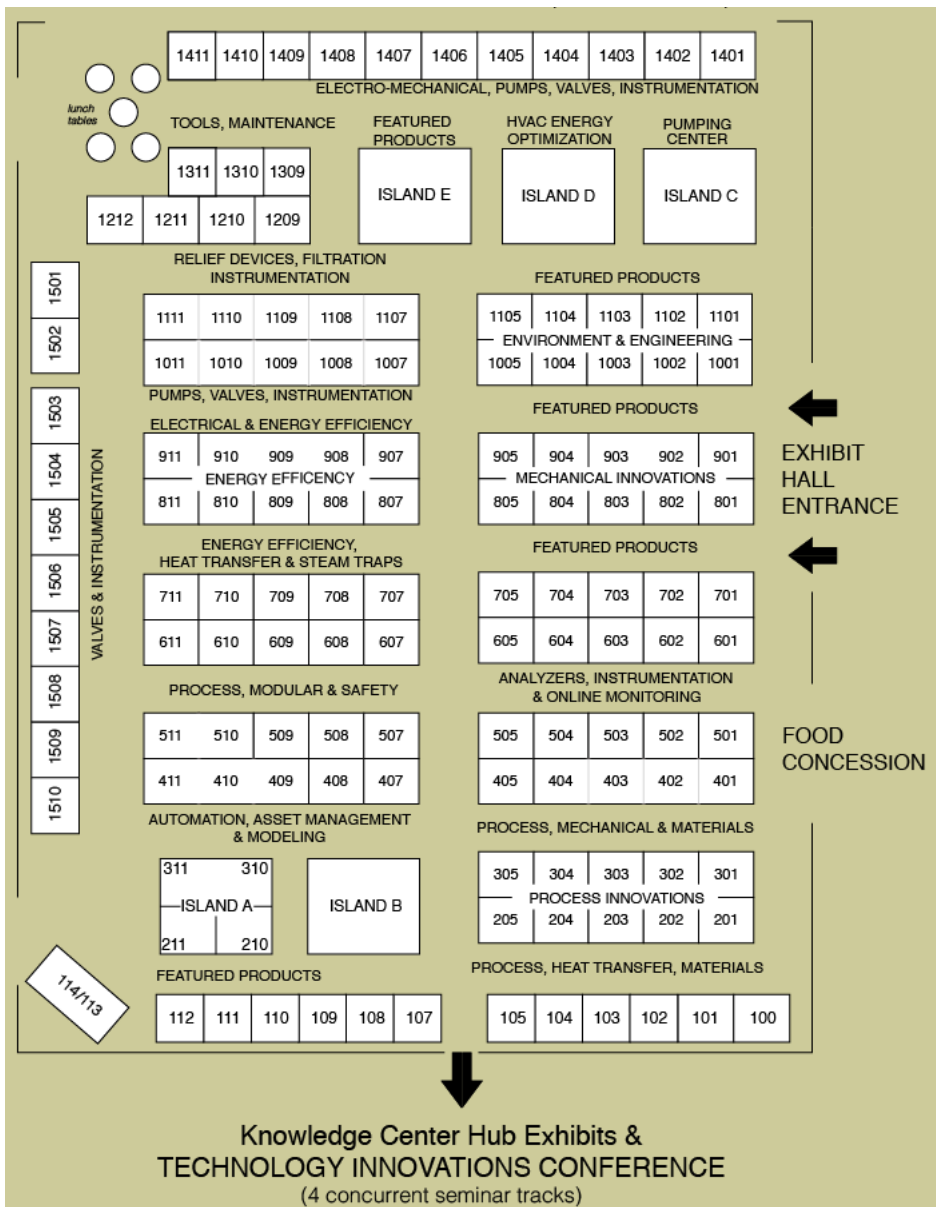 1411 1410 1409 1408 1407 1406 1405 1404 1403 1402 1401
ELECTRO-MECHANICAL, PUMPS, VALVES, INSTRUMENTATION
lunch
tables
TOOLS, MAINTENANCE
FEATURED
PRODUCTS
HVAC ENERGY
OPTIMIZATION
PUMPING
CENTER
1311 1310 1309
1212 1211 1210 1209
ISLAND E
ISLAND D
ISLAND C
RELIEF DEVICES, FILTRATION
INSTRUMENTATION
FEATURED PRODUCTS
1111 1110 1109 1108 1107
1011 1010 1009 1008 1007
1105 1104 1103 1102 1101
ENVIRONMENT & ENGINEERING
1005 1004 1003 1002 1001
PUMPS, VALVES, INSTRUMENTATION
FEATURED PRODUCTS
ELECTRICAL & ENERGY EFFICIENCY
911 910 909 908 907
ENERGY EFFICENCY
811 810 809 808 807
905 904 903 902 901
MECHANICAL INNOVATIONS
805 804 803 802 801
EXHIBIT
HALL
ENTRANCE
ENERGY EFFICIENCY,
HEAT TRANSFER & STEAM TRAPS
FEATURED PRODUCTS
711 710 709 708 707
611 610 609 608 607
705 704 703 702 701
605 604 603 602 601
PROCESS, MODULAR & SAFETY
ANALYZERS, INSTRUMENTATION
& ONLINE MONITORING
511 510 509 508 507
411 410 409 408 407
505 504 503 502 501
405 404 403 402 401
FOOD
CONCESSION
AUTOMATION, ASSET MANAGEMENT
& MODELING
PROCESS, MECHANICAL & MATERIALS
311 310
ISLAND A
211 210
ISLAND B
305 304 303 302 301
PROCESS INNOVATIONS
205 204 203 202 201
FEATURED PRODUCTS
PROCESS, HEAT TRANSFER, MATERIALS
1501
1502
1503
1504
1505
1506
1507
1508
1509
1510
VALVES & INSTRUMENTATION
114/113
112 111 110 109 108 107
105 104 103 102 101 100
Knowledge Center Hub Exhibits &
TECHNOLOGY INNOVATIONS CONFERENCE
(4 concurrent seminar tracks)